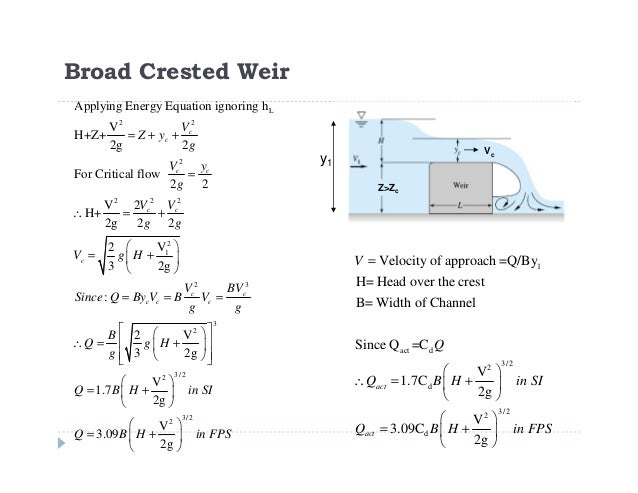 Broad Crested Weir
Applying Energy Equation ignoring h_L
H+Z+V²/2g = Z + y_c + V_c²/2g
For Critical flow V_c²/2g = y_c/2
∴ H+V²/2g = 2V_c²/2g + V_c²/2g
V_c = √(2/3 g(H + V₁²/2g))
Since : Q = By_cV_c = B V_c²/g V_c = BV_c³/g
∴ Q = B/g [√(2/3 g(H + V²/2g))]³
Q =1.7B (H + V²/2g)^3/2 in SI
Q = 3.09B (H + V²/2g)^3/2 in FPS
y₁
H
V₁
y_c
V_c
Z>Z_c
Weir
L
V = Velocity of approach =Q/By₁
H= Head over the crest
B= Width of Channel
Since Q_act =C_dQ
∴ Q_act = 1.7C_dB (H + V²/2g)^3/2 in SI
Q_act = 3.09C_dB (H + V²/2g)^3/2 in FPS